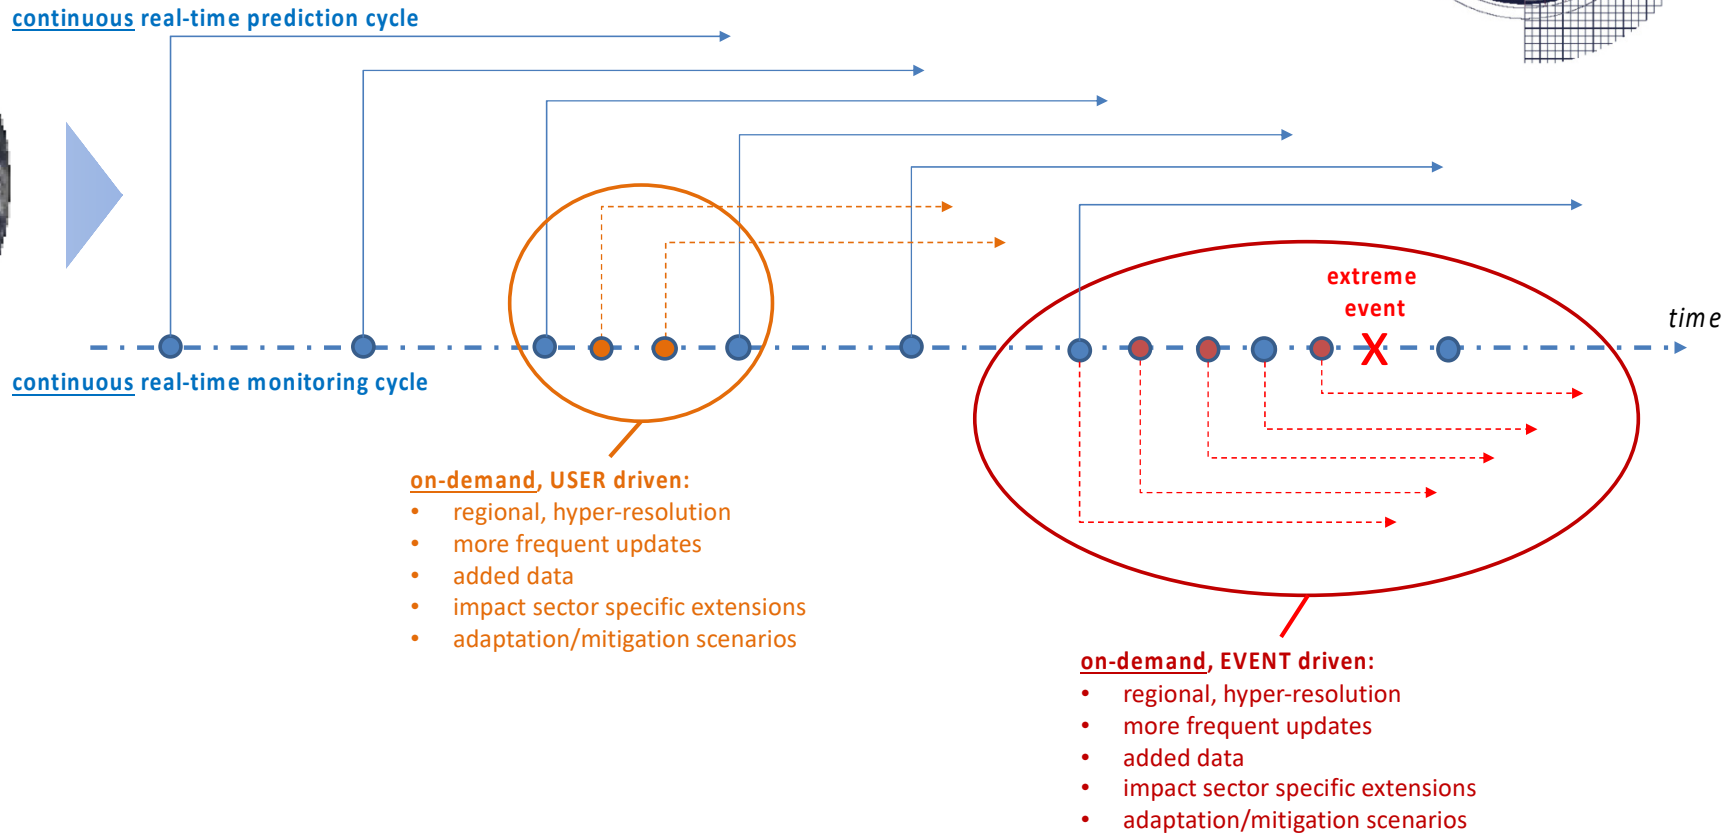 continuous real-time prediction cycle
extreme
event
X
time
continuous real-time monitoring cycle
on-demand, USER driven:
• regional, hyper-resolution
• more frequent updates
• added data
• impact sector specific extensions
• adaptation/mitigation scenarios
on-demand, EVENT driven:
• regional, hyper-resolution
• more frequent updates
• added data
• impact sector specific extensions
• adaptation/mitigation scenarios